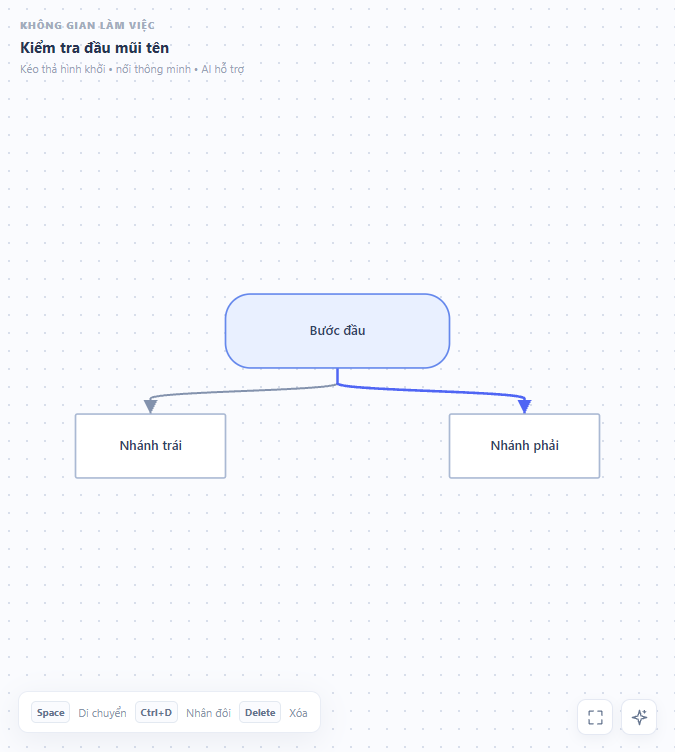 KHÔNG GIAN LÀM VIỆC
Kiểm tra đầu mũi tên
Kéo thả hình khối • nối thông minh • AI hỗ trợ
Bước đầu
Nhánh trái
Nhánh phải
Space Di chuyển Ctrl+D Nhân đôi Delete Xóa